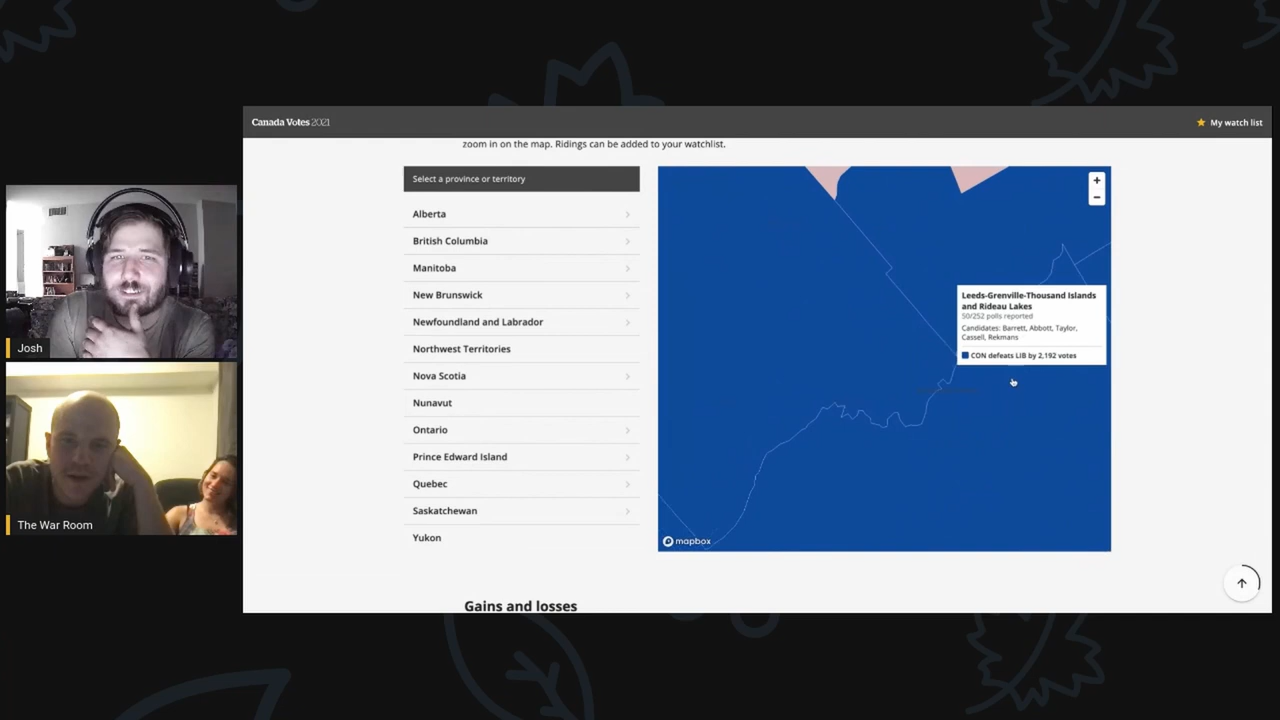 Canada Votes 2021
My watch list
zoom in on the map. Ridings can be added to your watchlist.
Select a province or territory
Alberta
British Columbia
Manitoba
New Brunswick
Newfoundland and Labrador
Northwest Territories
Nova Scotia
Nunavut
Ontario
Prince Edward Island
Quebec
Saskatchewan
Yukon
Leeds-Grenville-Thousand Islands
and Rideau Lakes
50/252 polls reported
Candidates: Barrett, Abbott, Taylor,
Cassell, Rekmans
CON defeats LIB by 2,192 votes
mapbox
Gains and losses
Josh
The War Room